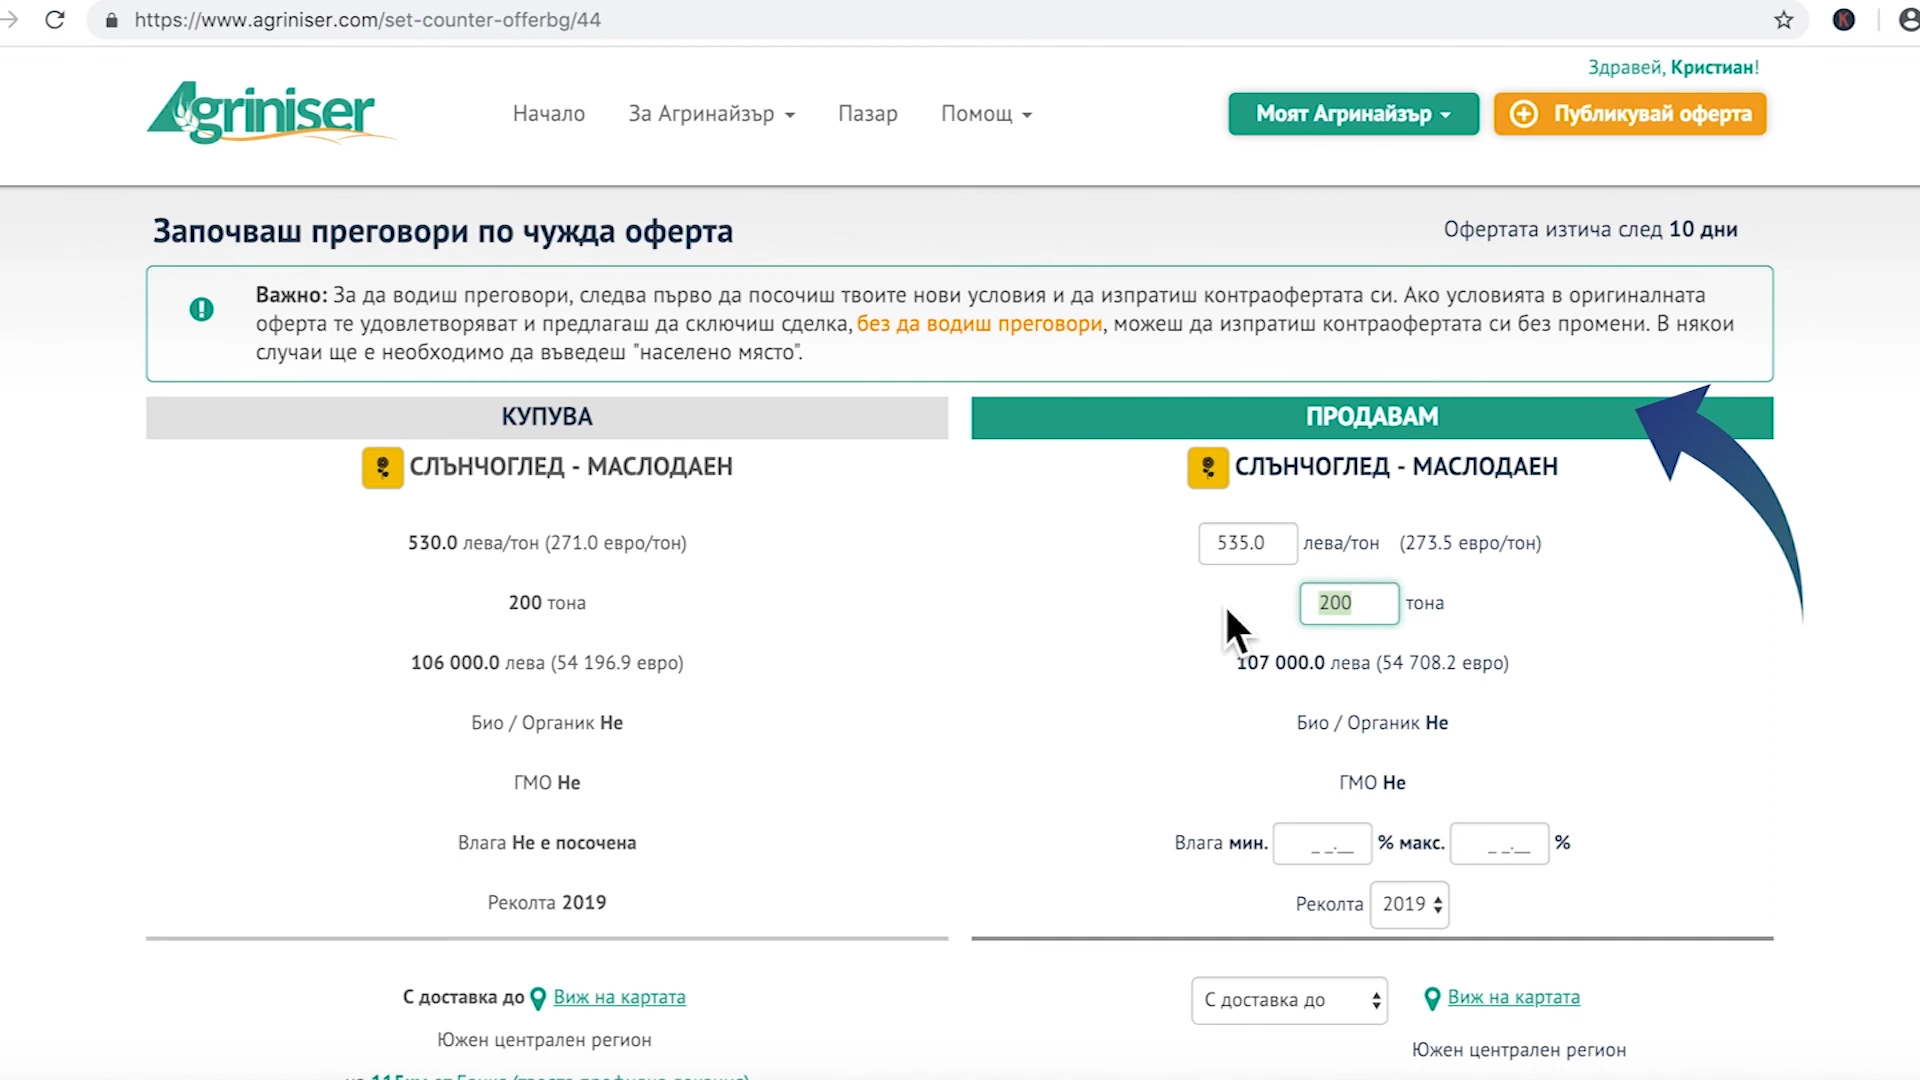 https://www.agriniser.com/set-counter-offerbg/44
Здравей, Кристиан!
Agriniser
Начало
За Агринайзър
Пазар
Помощ
Моят Агринайзър
Публикувай оферта
Започваш преговори по чужда оферта
Офертата изтича след 10 дни
Важно: За да водиш преговори, следва първо да посочиш твоите нови условия и да изпратиш контраофертата си. Ако условията в оригиналната
оферта те удовлетворяват и предлагаш да сключиш сделка, без да водиш преговори, можеш да изпратиш контраофертата си без промени. В някои
случаи ще е необходимо да въведеш "населено място".
КУПУВА
СЛЪНЧОГЛЕД - МАСЛОДАЕН
530.0 лева/тон (271.0 евро/тон)
200 тона
106 000.0 лева (54 196.9 евро)
Био / Органик Не
ГМО Не
Влага Не е посочена
Реколта 2019
С доставка до Виж на картата
Южен централен регион
ПРОДАВАМ
СЛЪНЧОГЛЕД - МАСЛОДАЕН
535.0 лева/тон (273.5 евро/тон)
200 тона
107 000.0 лева (54 708.2 евро)
Био / Органик Не
ГМО Не
Влага мин. _ _.__ % макс. _ _.__ %
Реколта 2019
С доставка до Виж на картата
Южен централен регион